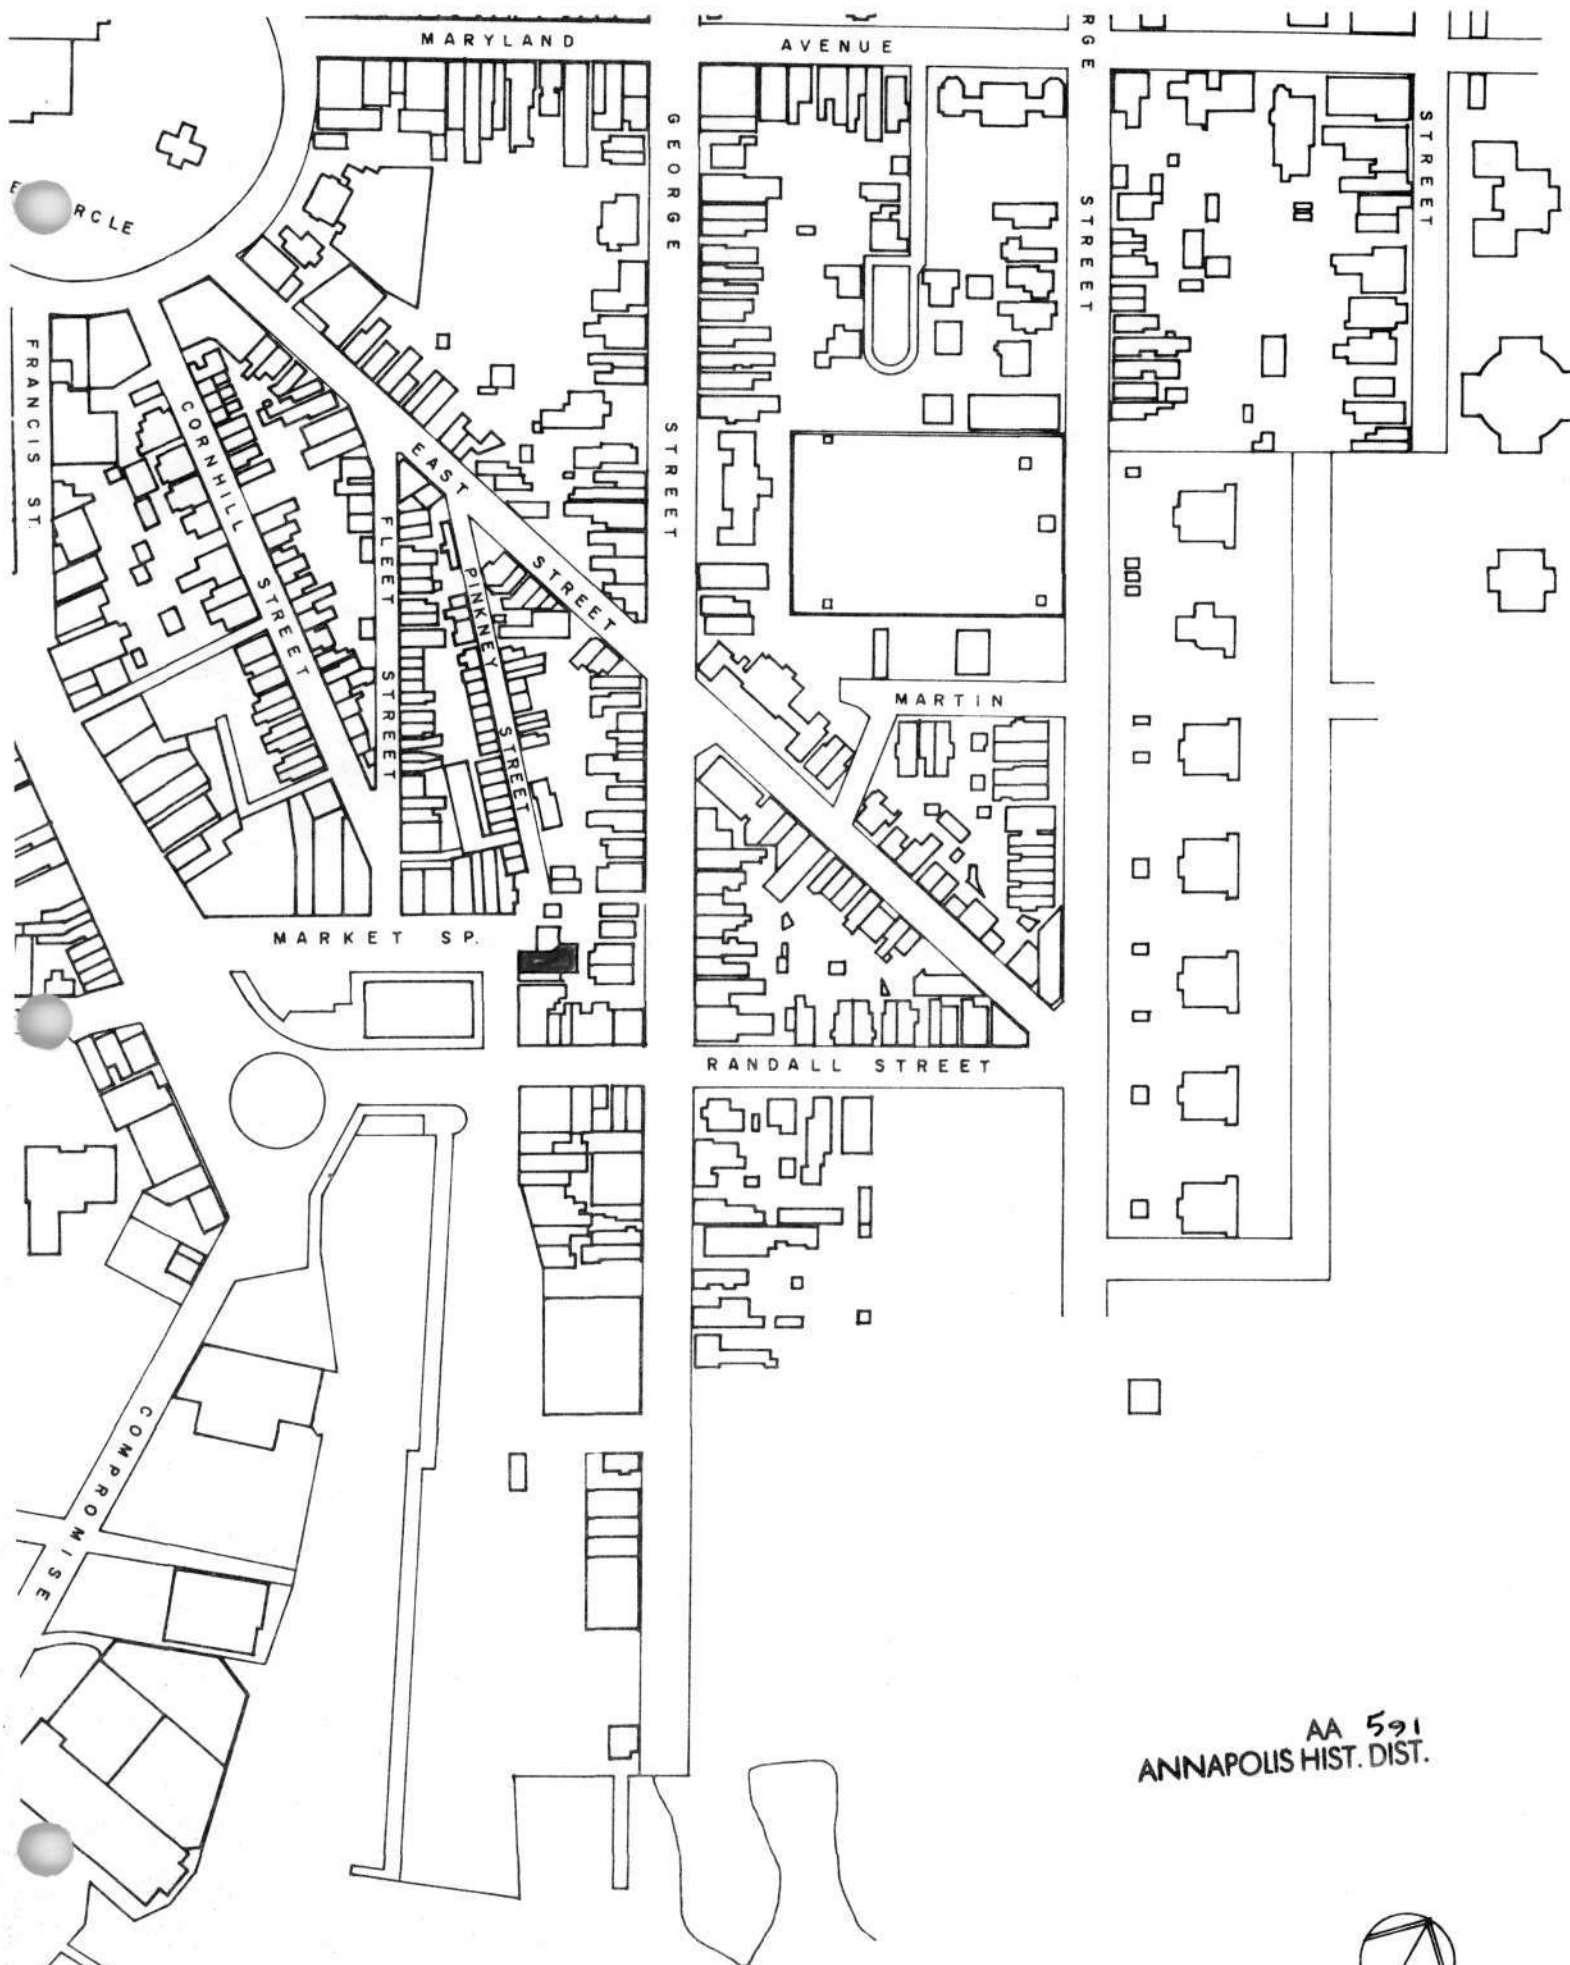 MARYLAND AVENUE
GEORGE STREET
RGE STREET
STREET
E RCLE
FRANCIS ST.
CORNHILL STREET
EAST STREET
FLEET STREET
PINKNEY STREET
MARTIN
MARKET SP.
RANDALL STREET
COMPROMISE
AA 591
ANNAPOLIS HIST. DIST.